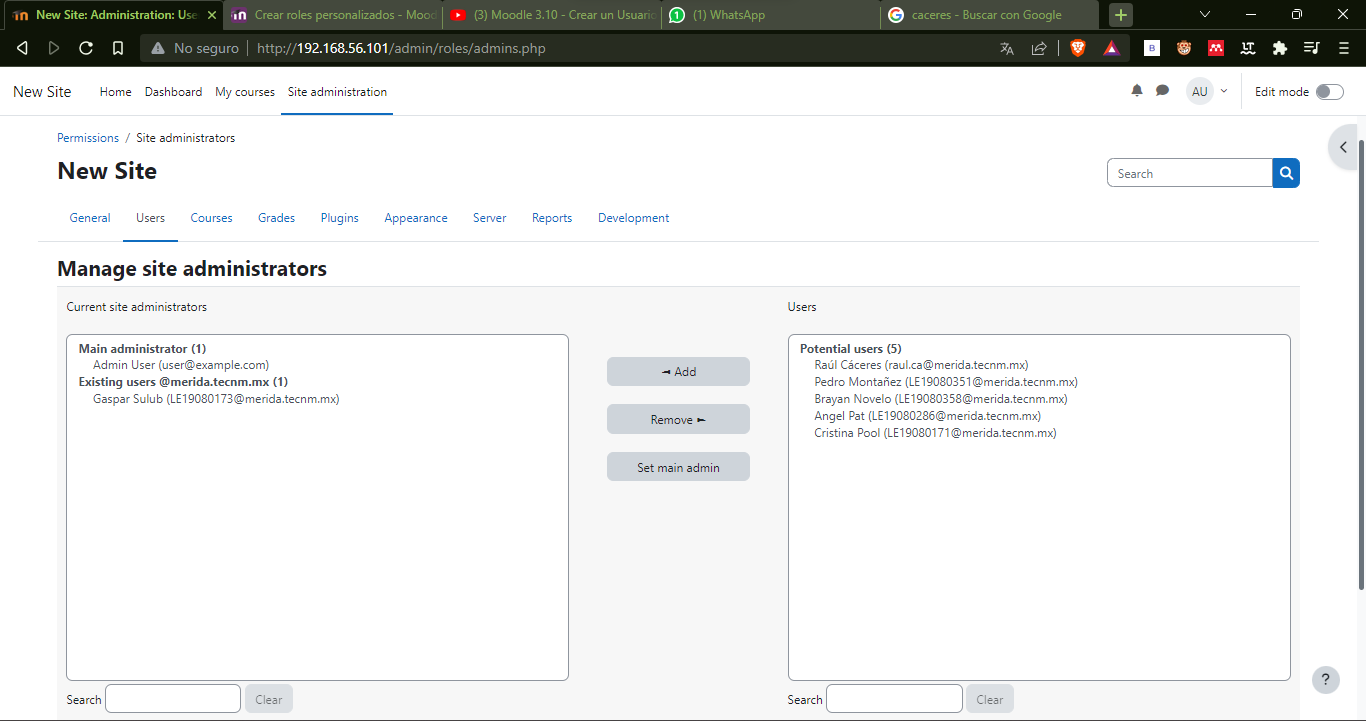 New Site: Administration: Use
Crear roles personalizados - Mood
(3) Moodle 3.10 - Crear un Usuario
(1) WhatsApp
caceres - Buscar con Google
No seguro
http://192.168.56.101/admin/roles/admins.php
New Site
Home
Dashboard
My courses
Site administration
AU
Edit mode
Permissions / Site administrators
New Site
Search
General
Users
Courses
Grades
Plugins
Appearance
Server
Reports
Development
Manage site administrators
Current site administrators
Main administrator (1)
Admin User (user@example.com)
Existing users @merida.tecnm.mx (1)
Gaspar Sulub (LE19080173@merida.tecnm.mx)
Search
Clear
◄ Add
Remove ►
Set main admin
Users
Potential users (5)
Raúl Cáceres (raul.ca@merida.tecnm.mx)
Pedro Montañez (LE19080351@merida.tecnm.mx)
Brayan Novelo (LE19080358@merida.tecnm.mx)
Angel Pat (LE19080286@merida.tecnm.mx)
Cristina Pool (LE19080171@merida.tecnm.mx)
Search
Clear
?